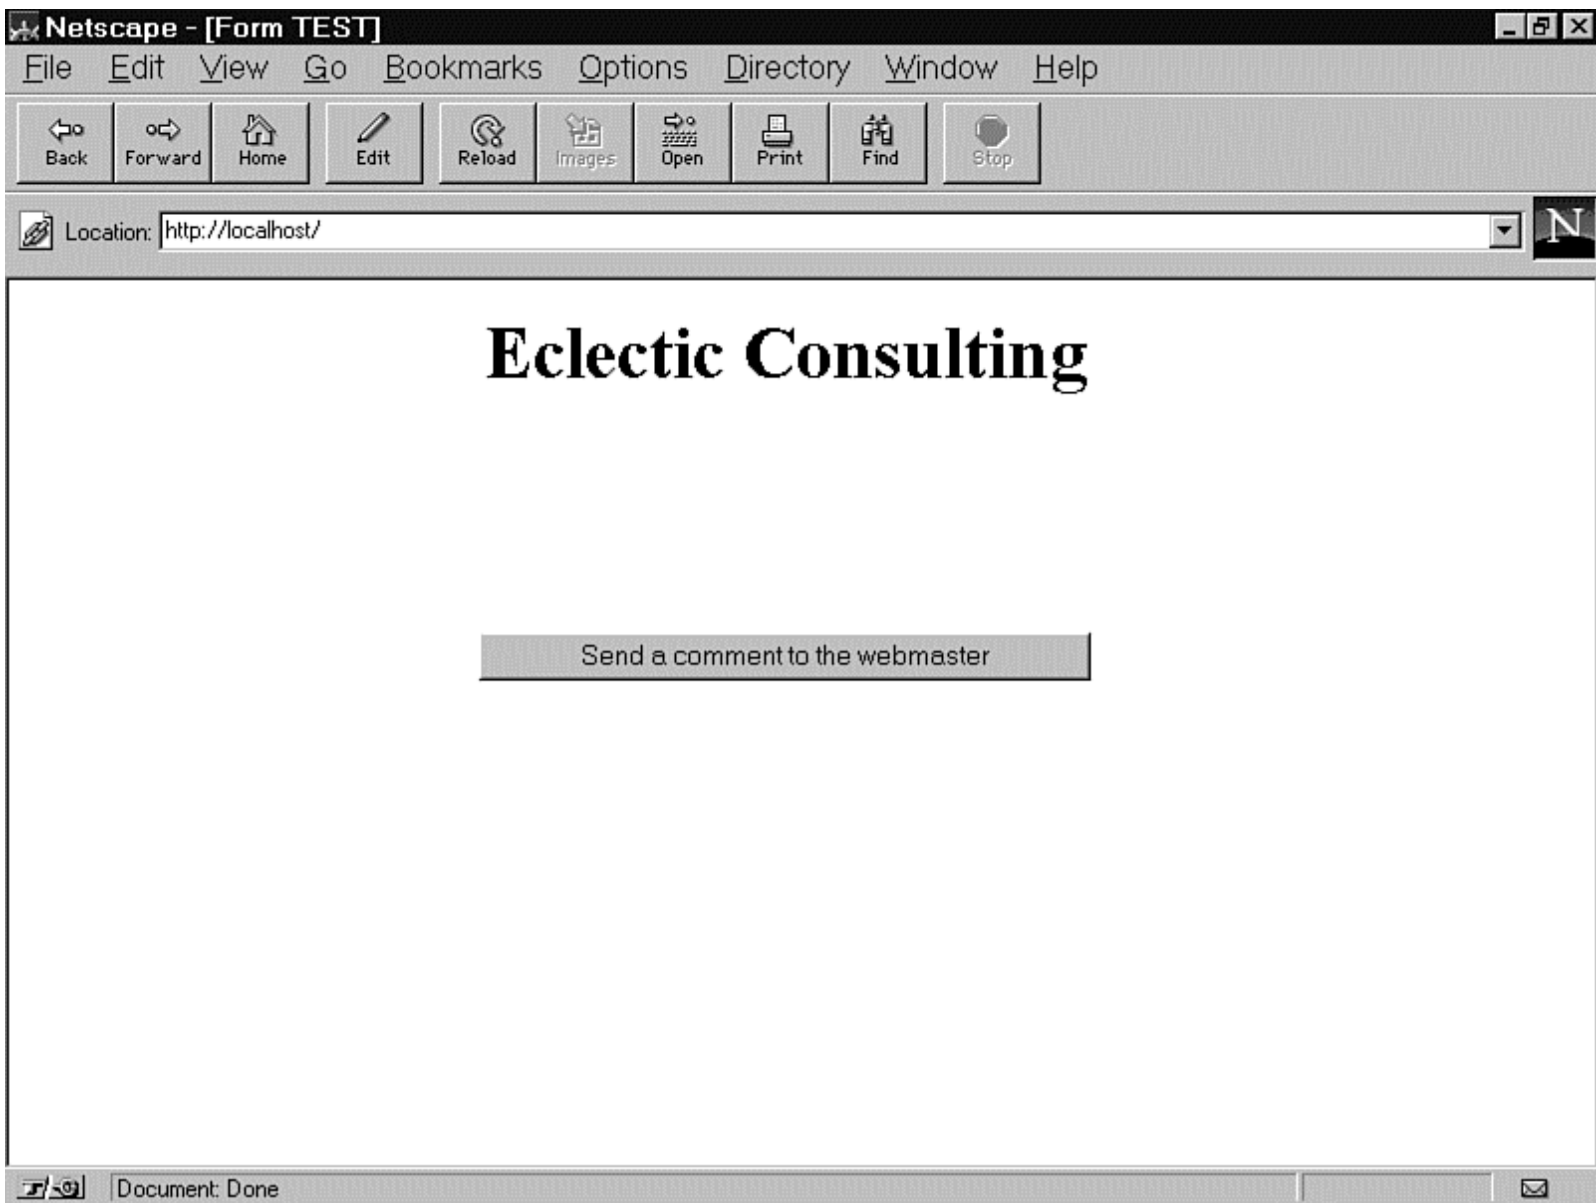 Netscape - [Form TEST]
File Edit View Go Bookmarks Options Directory Window Help
Back Forward Home Edit Reload Images Open Print Find Stop
Location: http://localhost/
N
Eclectic Consulting
Send a comment to the webmaster
Document: Done